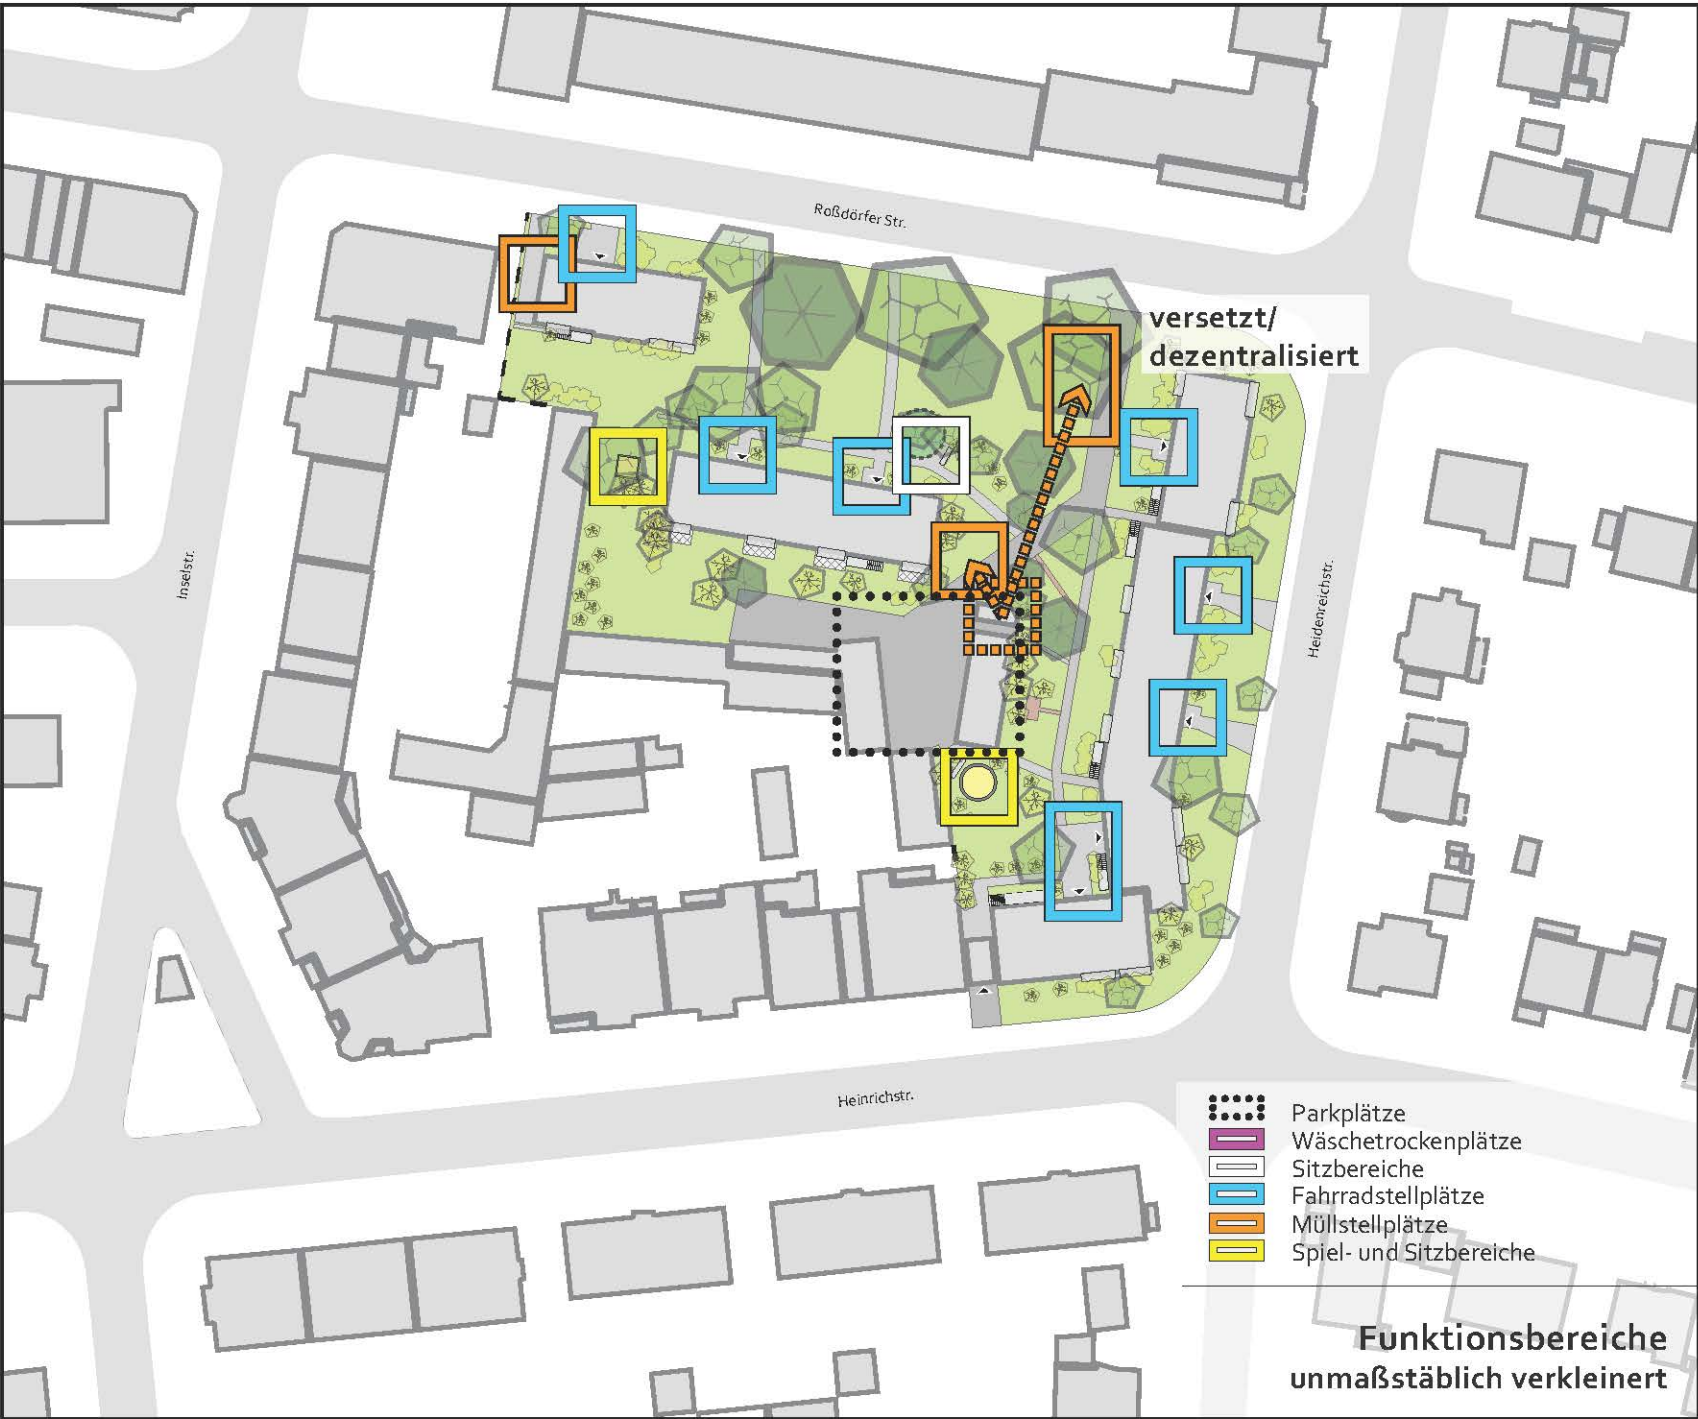 Roßdörfer Str.
versetzt/
dezentralisiert
Inselstr.
Heidenreichstr.
Heinrichstr.
Parkplätze
Wäschetrockenplätze
Sitzbereiche
Fahrradstellplätze
Müllstellplätze
Spiel- und Sitzbereiche
Funktionsbereiche
unmaßstäblich verkleinert